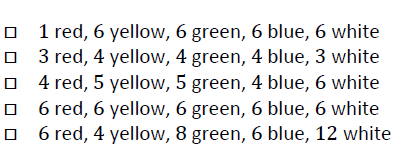 □ 1 red, 6 yellow, 6 green, 6 blue, 6 white
□ 3 red, 4 yellow, 4 green, 4 blue, 3 white
□ 4 red, 5 yellow, 5 green, 4 blue, 6 white
□ 6 red, 6 yellow, 6 green, 6 blue, 6 white
□ 6 red, 4 yellow, 8 green, 6 blue, 12 white